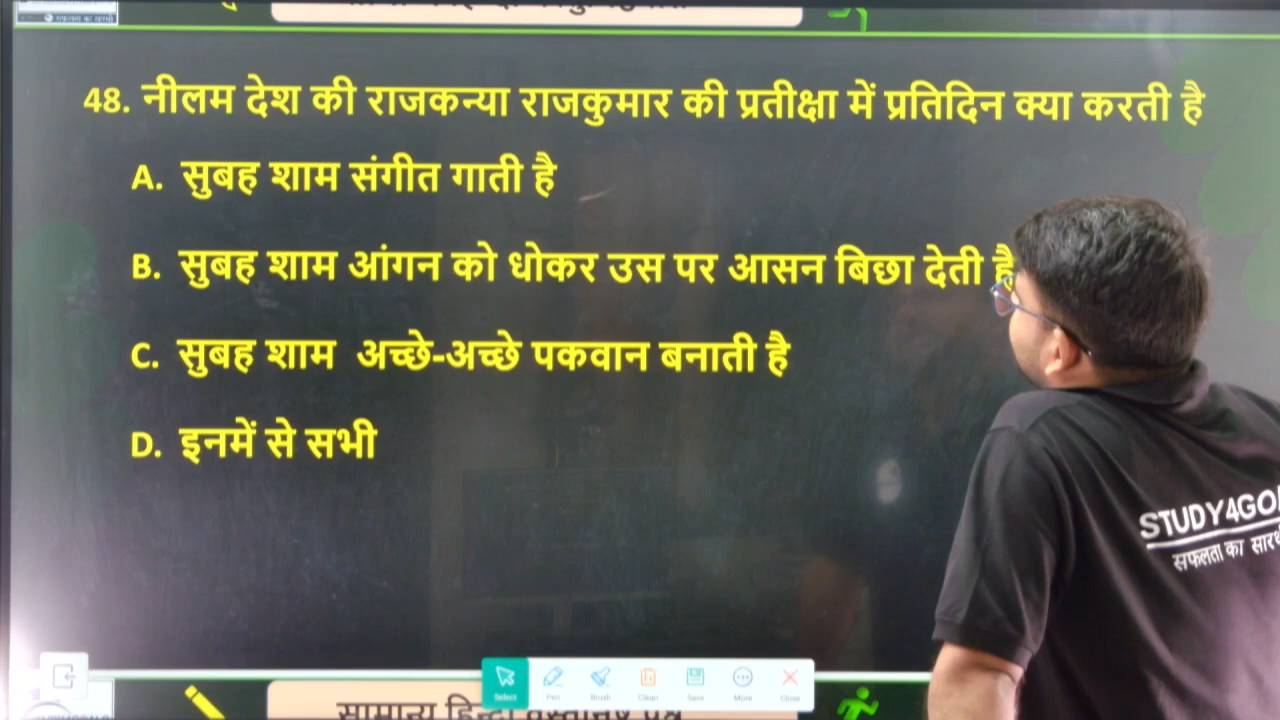 48. नीलम देश की राजकन्या राजकुमार की प्रतीक्षा में प्रतिदिन क्या करती है
A. सुबह शाम संगीत गाती है
B. सुबह शाम आंगन को धोकर उस पर आसन बिछा देती है
C. सुबह शाम अच्छे-अच्छे पकवान बनाती है
D. इनमें से सभी
STUDY4GO
सफलता का सार
Select
Pen
Brush
Clean
Save
More
Close
सामान्य हिन्दी